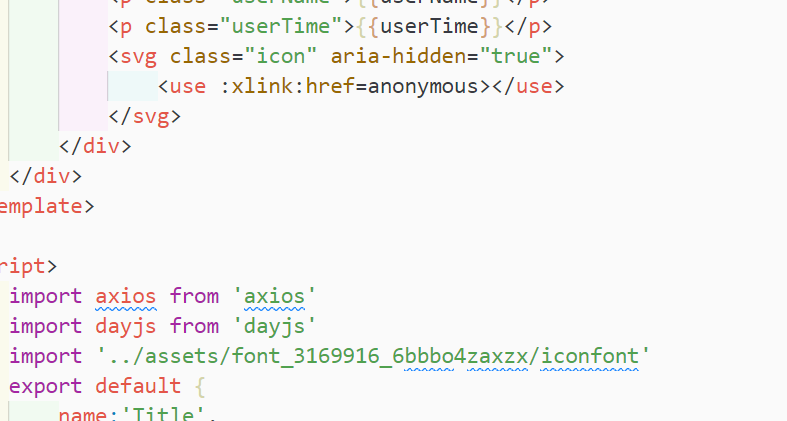 <p class="userName">{{userName}}</p>
<p class="userTime">{{userTime}}</p>
<svg class="icon" aria-hidden="true">
<use :xlink:href=anonymous></use>
</svg>
</div>
</div>
emplate>
ript>
import axios from 'axios'
import dayjs from 'dayjs'
import '../assets/font_3169916_6bbbo4zaxzx/iconfont'
export default {
name:'Title',